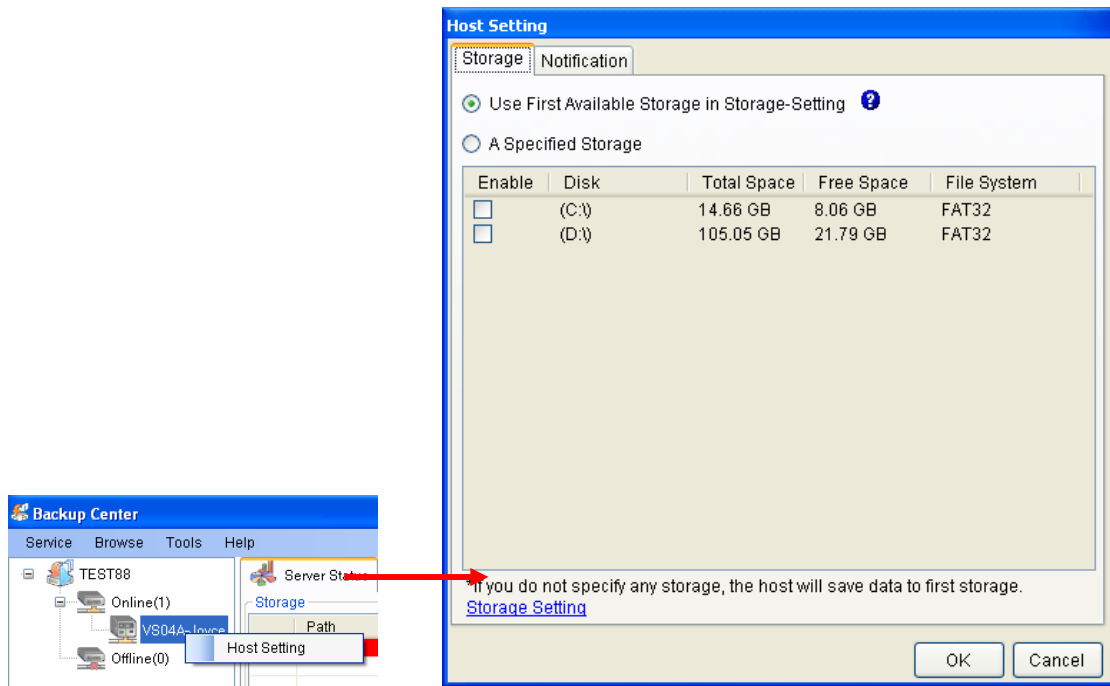 Host Setting
Storage Notification
Use First Available Storage in Storage-Setting ?
A Specified Storage
Enable Disk Total Space Free Space File System
(C:\) 14.66 GB 8.06 GB FAT32
(D:\) 105.05 GB 21.79 GB FAT32
*If you do not specify any storage, the host will save data to first storage.
Storage Setting
OK Cancel
Backup Center
Service Browse Tools Help
TEST88 Server Status
Online(1) Storage
VS04A-Joyce Path
Host Setting
Offline(0)